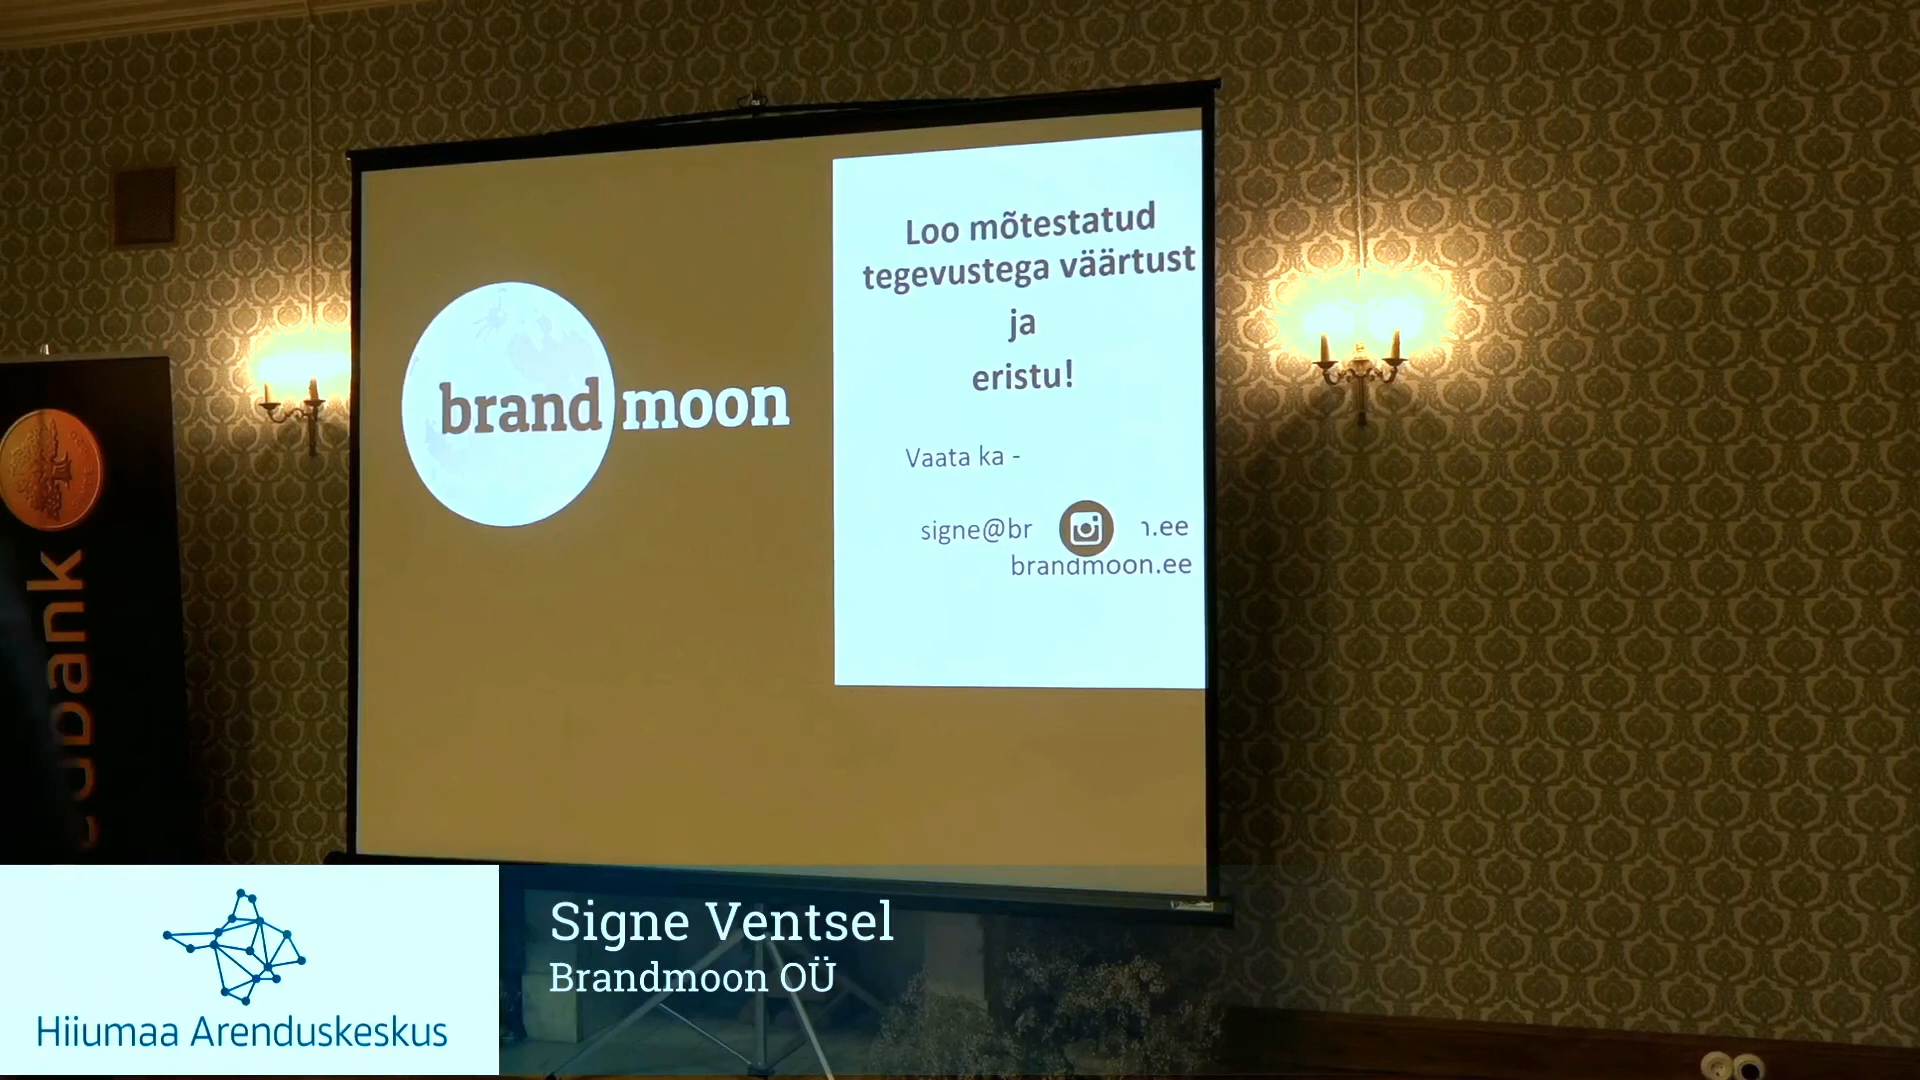 Loo mõtestatud
tegevustega väärtust
ja
eristu!
brand moon
Vaata ka -
signe@br n.ee
brandmoon.ee
Signe Ventsel
Brandmoon OÜ
Hiiumaa Arenduskeskus